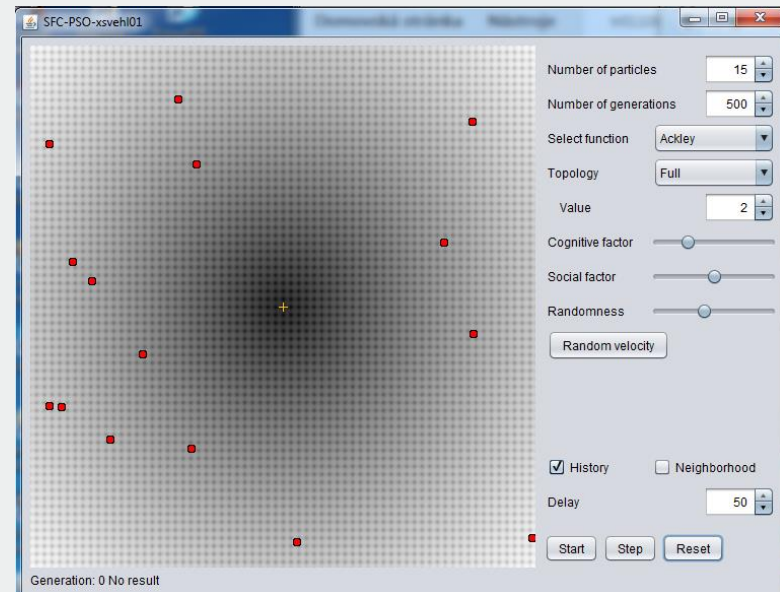 SFC-PSO-xsvehl01
Number of particles 15
Number of generations 500
Select function Ackley
Topology Full
Value 2
Cognitive factor
Social factor
Randomness
Random velocity
History Neighborhood
Delay 50
Start Step Reset
Generation: 0 No result